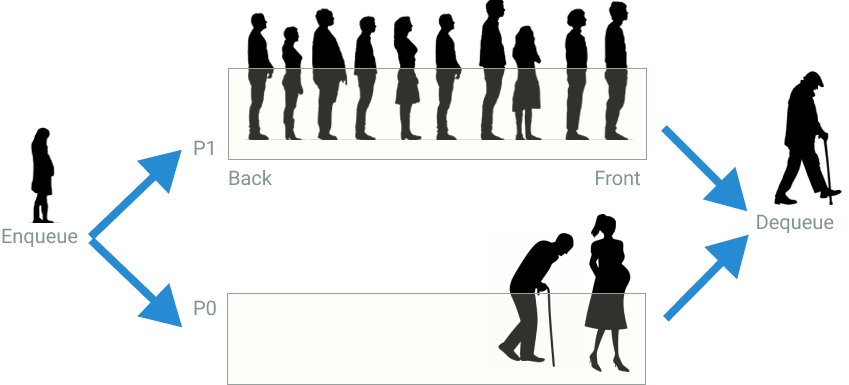 P1
Back
Front
Enqueue
Dequeue
P0